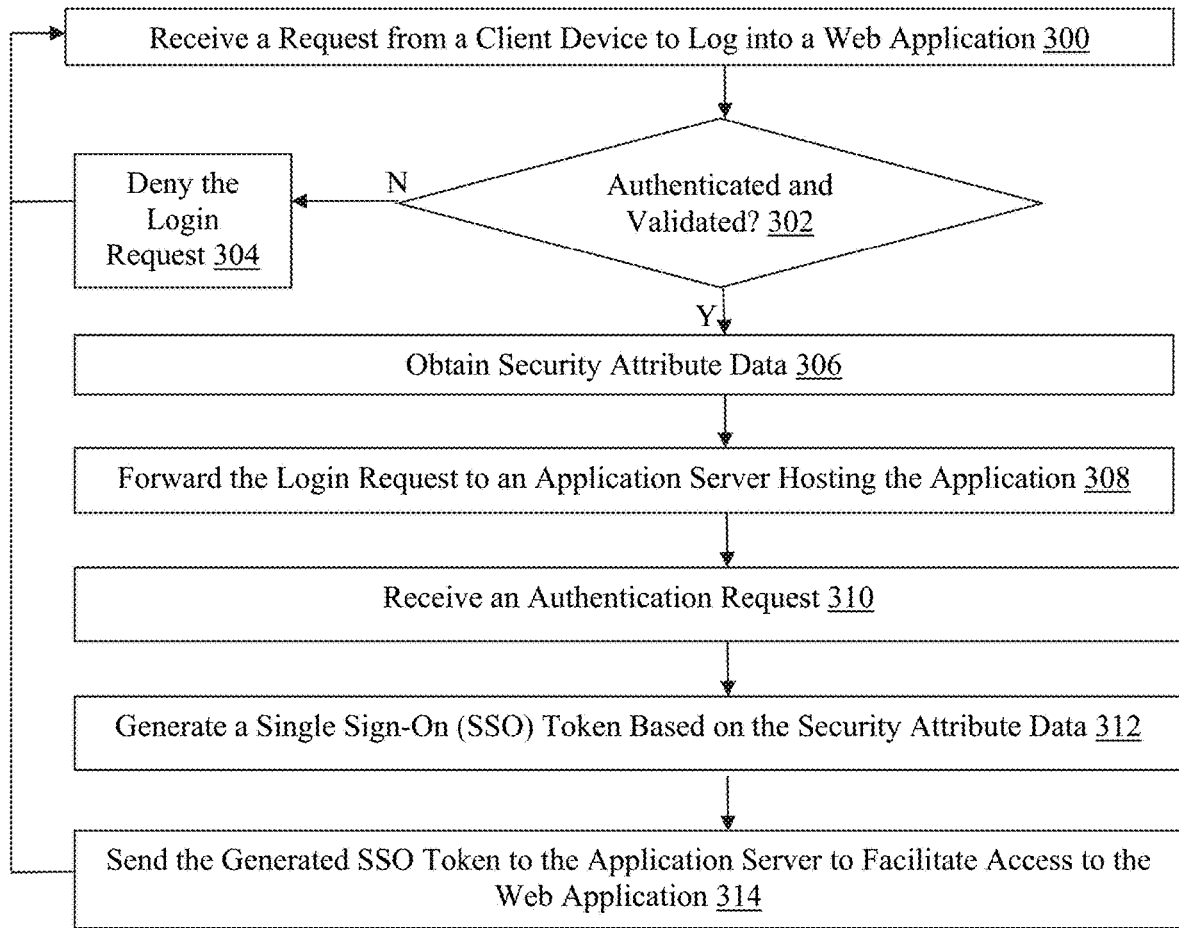 Receive a Request from a Client Device to Log into a Web Application 300
Deny the
Login
Request 304
N
Authenticated and
Validated? 302
Y
Obtain Security Attribute Data 306
Forward the Login Request to an Application Server Hosting the Application 308
Receive an Authentication Request 310
Generate a Single Sign-On (SSO) Token Based on the Security Attribute Data 312
Send the Generated SSO Token to the Application Server to Facilitate Access to the
Web Application 314